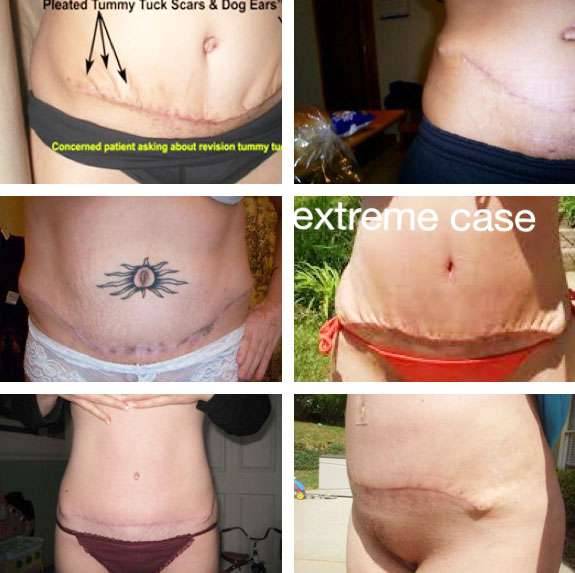 Pleated Tummy Tuck Scars & Dog Ears"
Concerned patient asking about revision tummy tu
extreme case